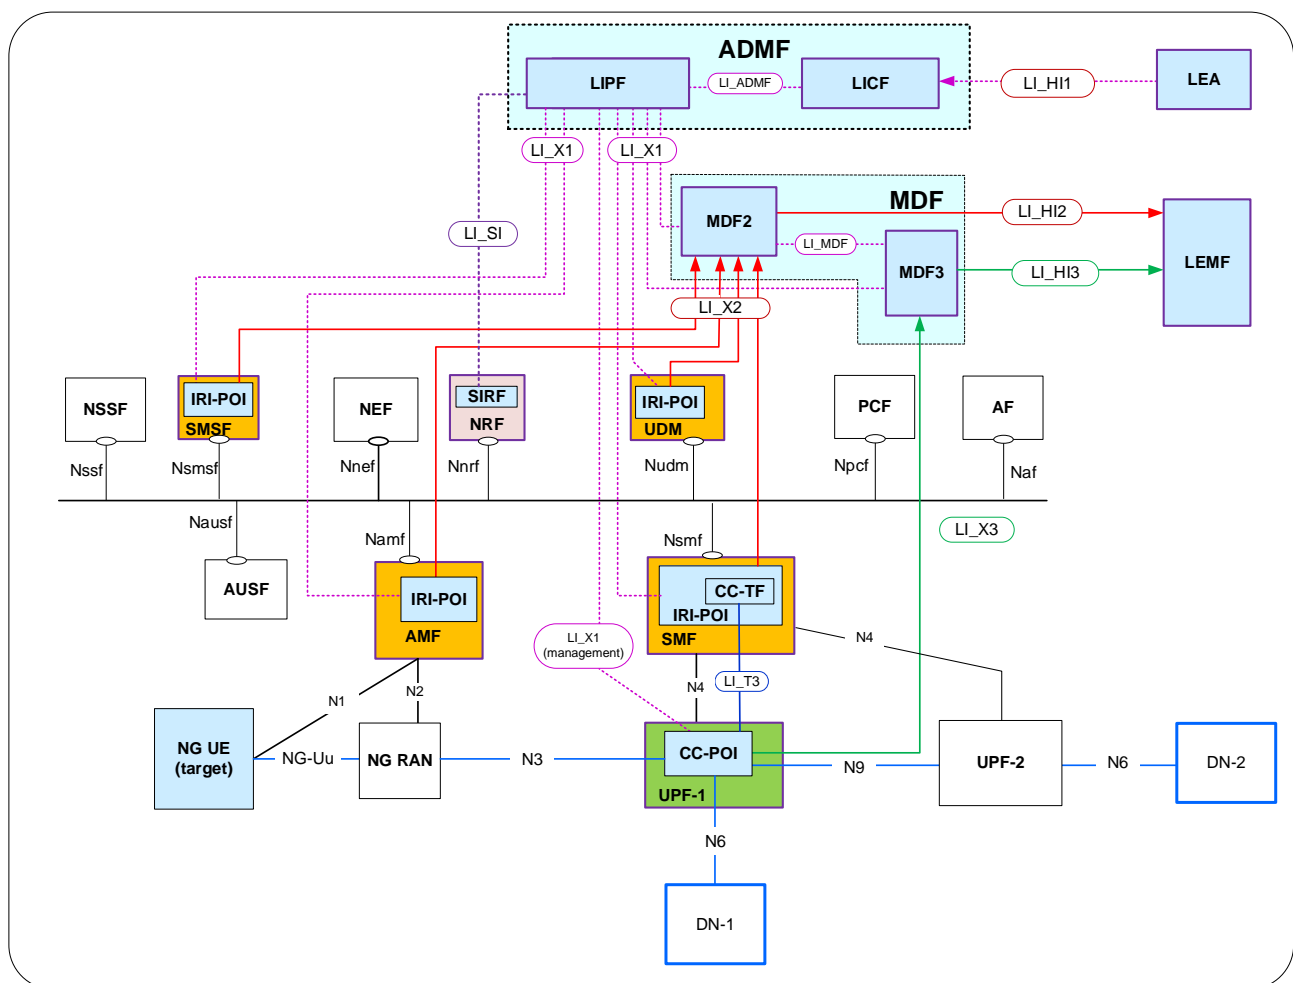 ADMF
LIPF
LI_ADMF
LICF
LI_HI1
LEA
LI_X1
LI_X1
MDF
MDF2
LI_HI2
LI_SI
LI_MDF
MDF3
LI_HI3
LEMF
LI_X2
NSSF
IRI-POI
SMSF
NEF
SIRF
NRF
IRI-POI
UDM
PCF
AF
Nssf
Nsmsf
Nnef
Nnrf
Nudm
Npcf
Naf
Nausf
Namf
Nsmf
LI_X3
AUSF
IRI-POI
AMF
CC-TF
IRI-POI
SMF
LI_X1
(management)
N4
N1
N2
N4
LI_T3
NG UE
(target)
NG-Uu
NG RAN
N3
CC-POI
UPF-1
N9
UPF-2
N6
DN-2
N6
DN-1